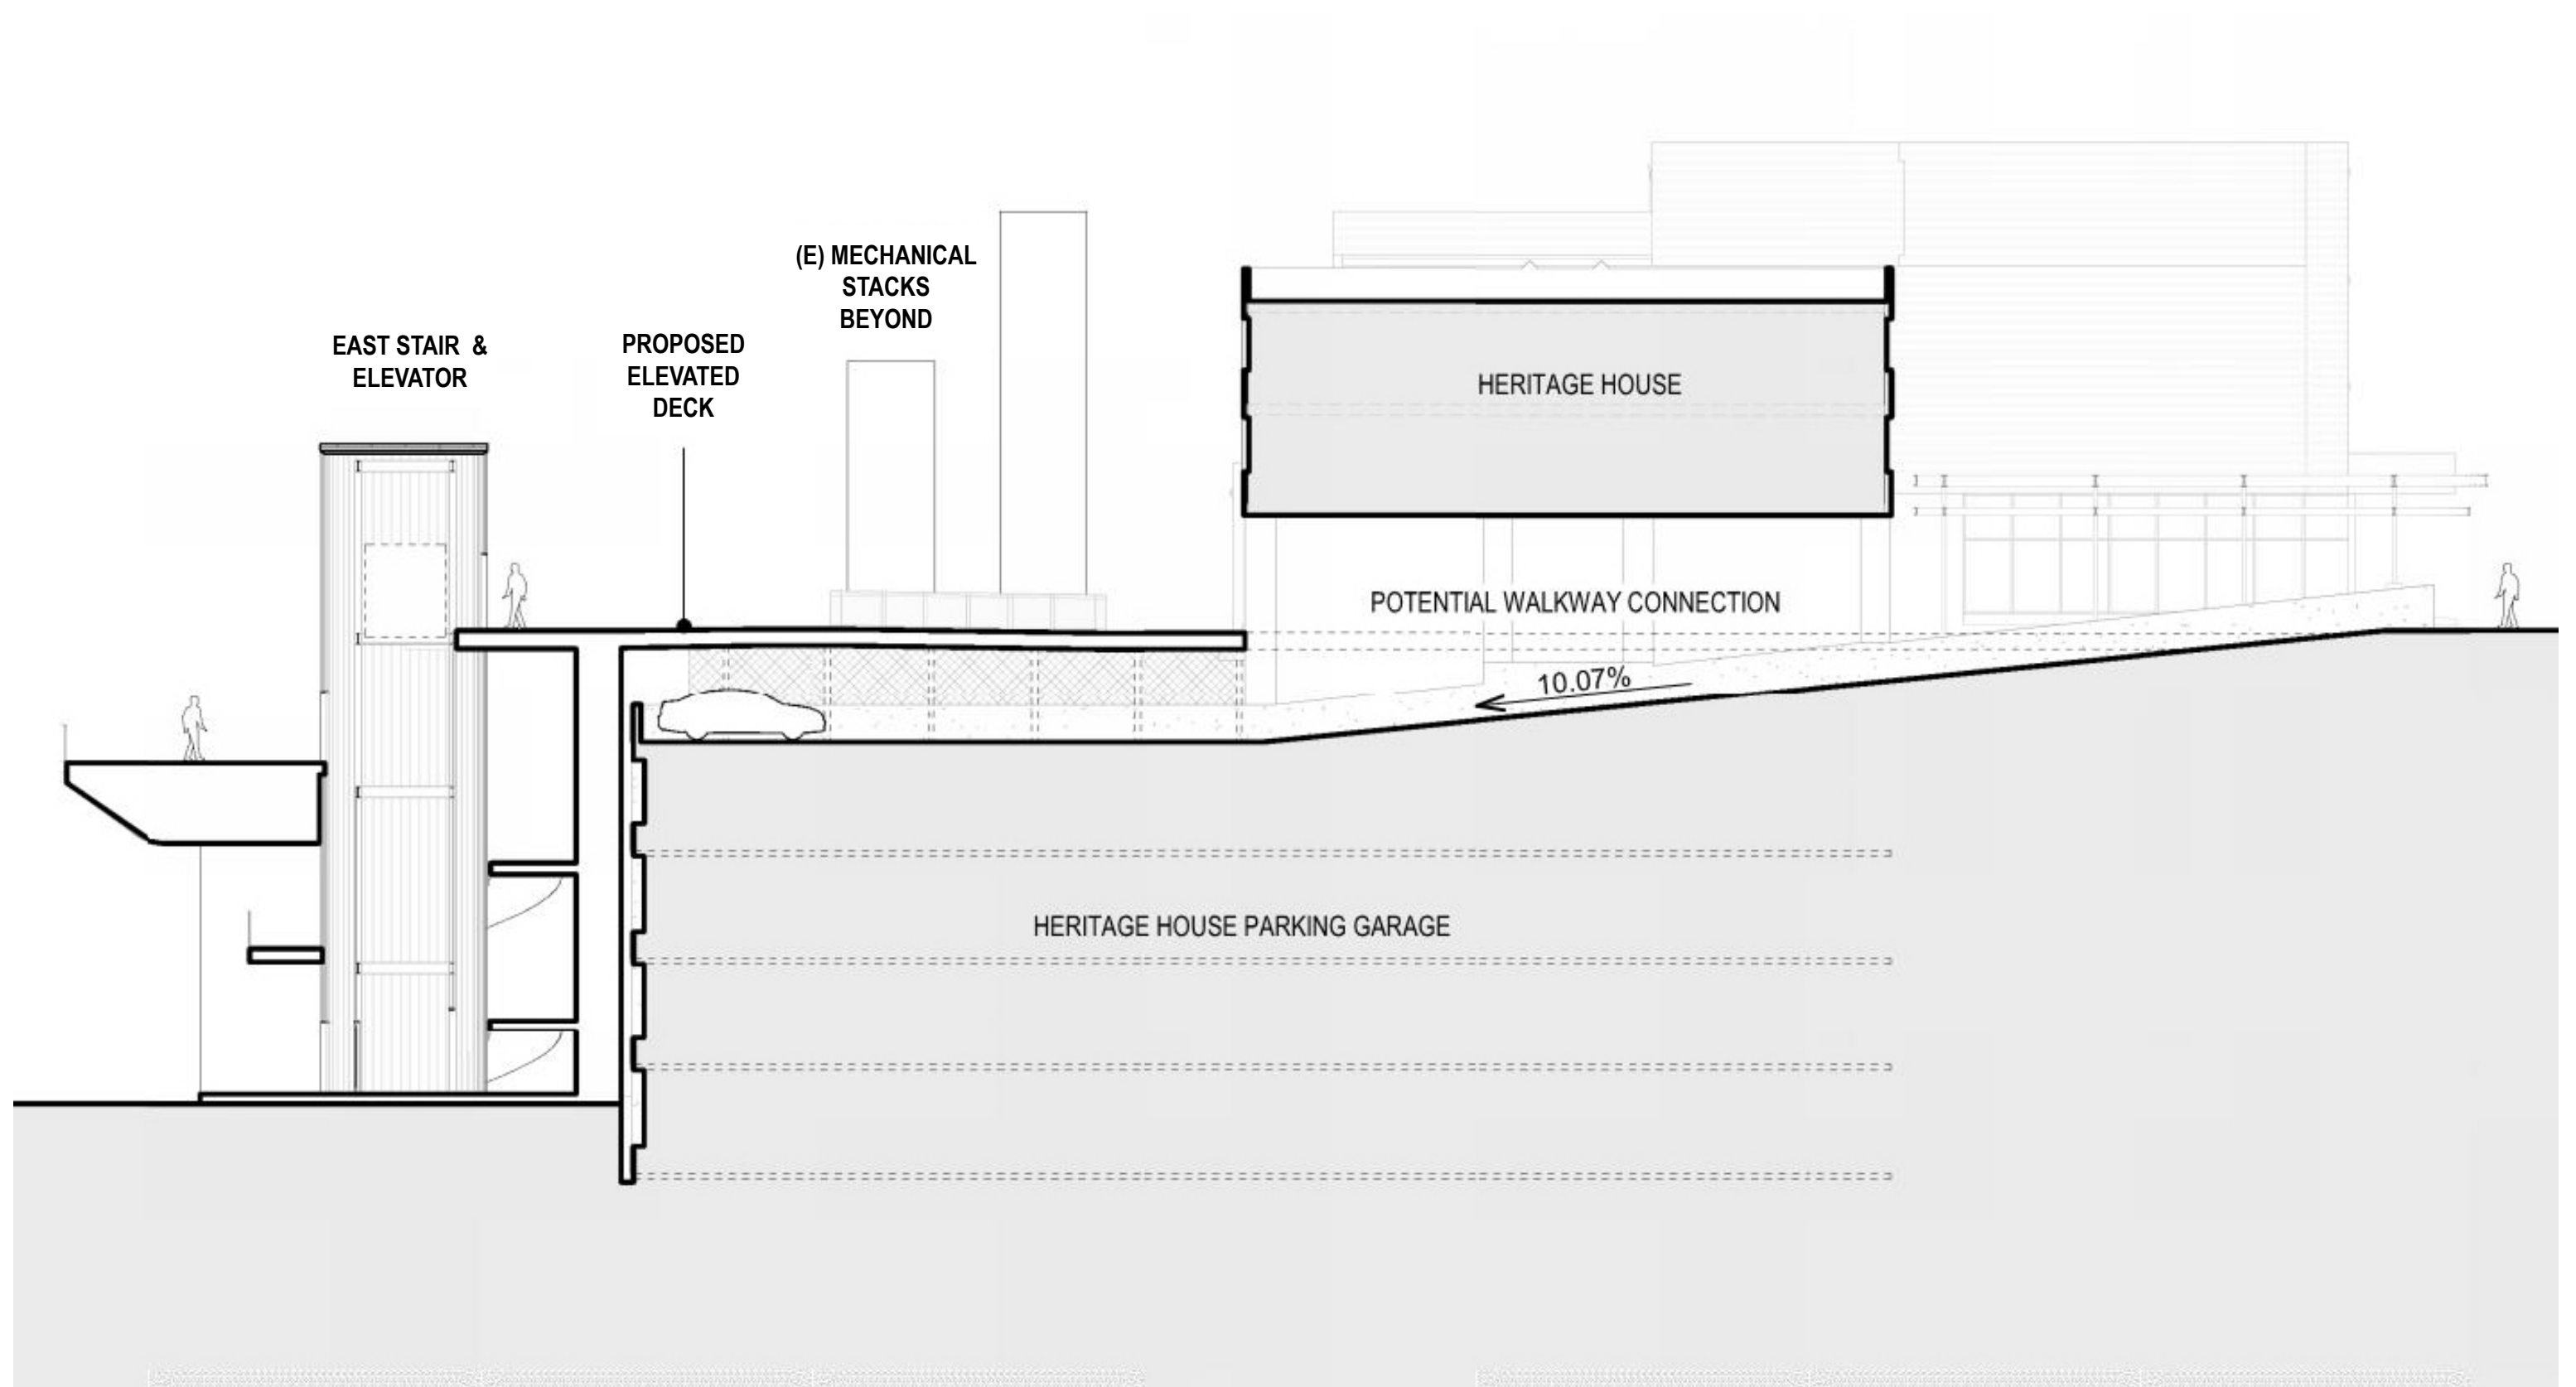 (E) MECHANICAL
STACKS
BEYOND
EAST STAIR &
ELEVATOR
PROPOSED
ELEVATED
DECK
HERITAGE HOUSE
POTENTIAL WALKWAY CONNECTION
10.07%
HERITAGE HOUSE PARKING GARAGE